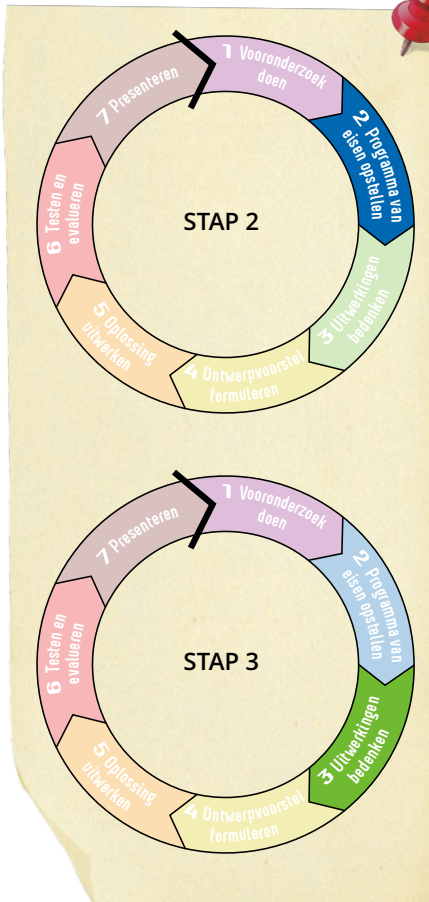 1 Vooronderzoek
doen
2 Programma van
eisen opstellen
3 Uitwerkingen
bedenken
4 Ontwerpvoorstel
formuleren
5 Oplossing
uitwerken
6 Testen en
evalueren
7 Presenteren
STAP 2
1 Vooronderzoek
doen
2 Programma van
eisen opstellen
3 Uitwerkingen
bedenken
4 Ontwerpvoorstel
formuleren
5 Oplossing
uitwerken
6 Testen en
evalueren
7 Presenteren
STAP 3